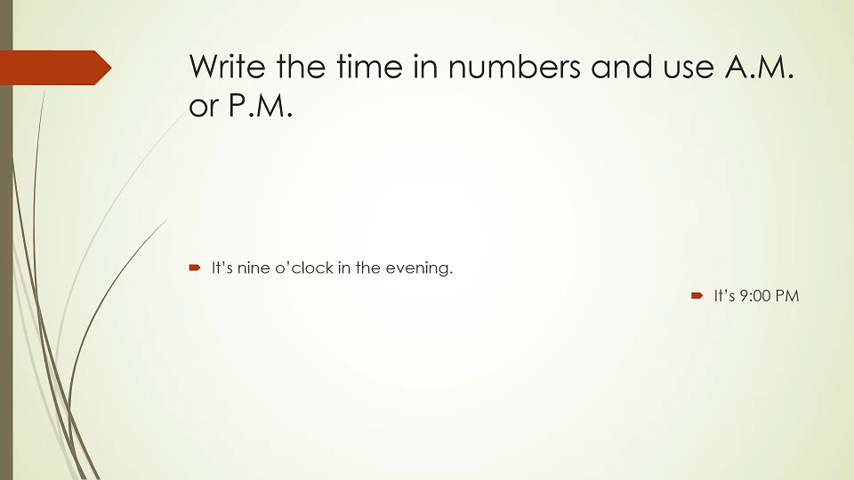 Write the time in numbers and use A.M.
or P.M.
It's nine o'clock in the evening.
It's 9:00 PM